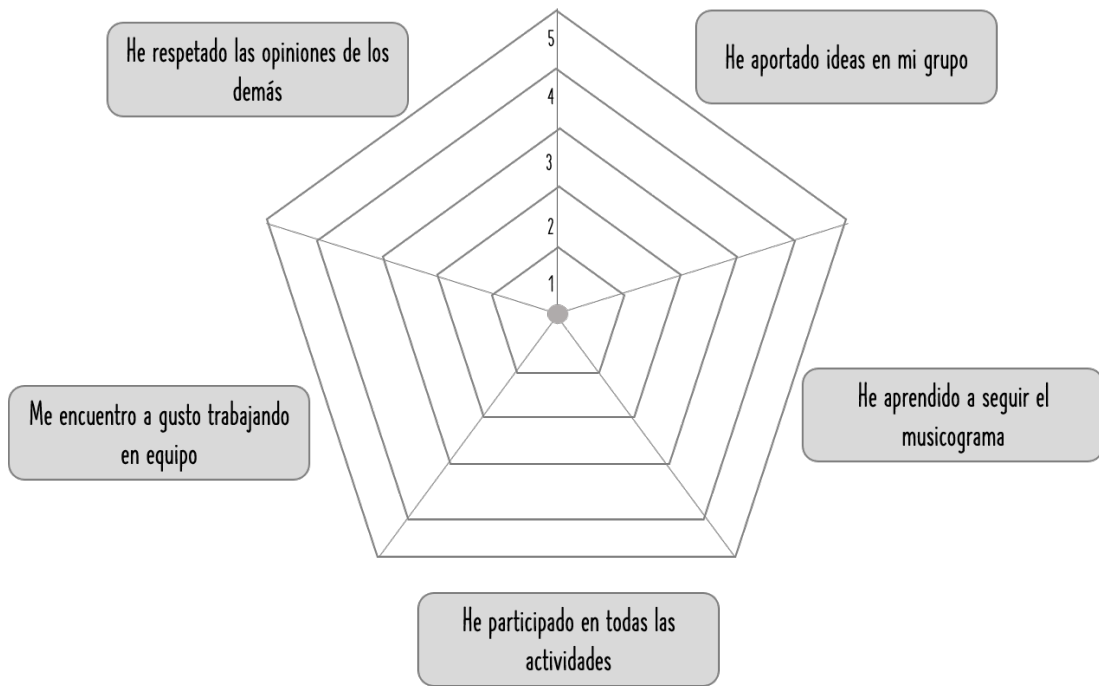 He respetado las opiniones de los
demás
He aportado ideas en mi grupo
5
4
3
2
1
Me encuentro a gusto trabajando
en equipo
He aprendido a seguir el
musicograma
He participado en todas las
actividades